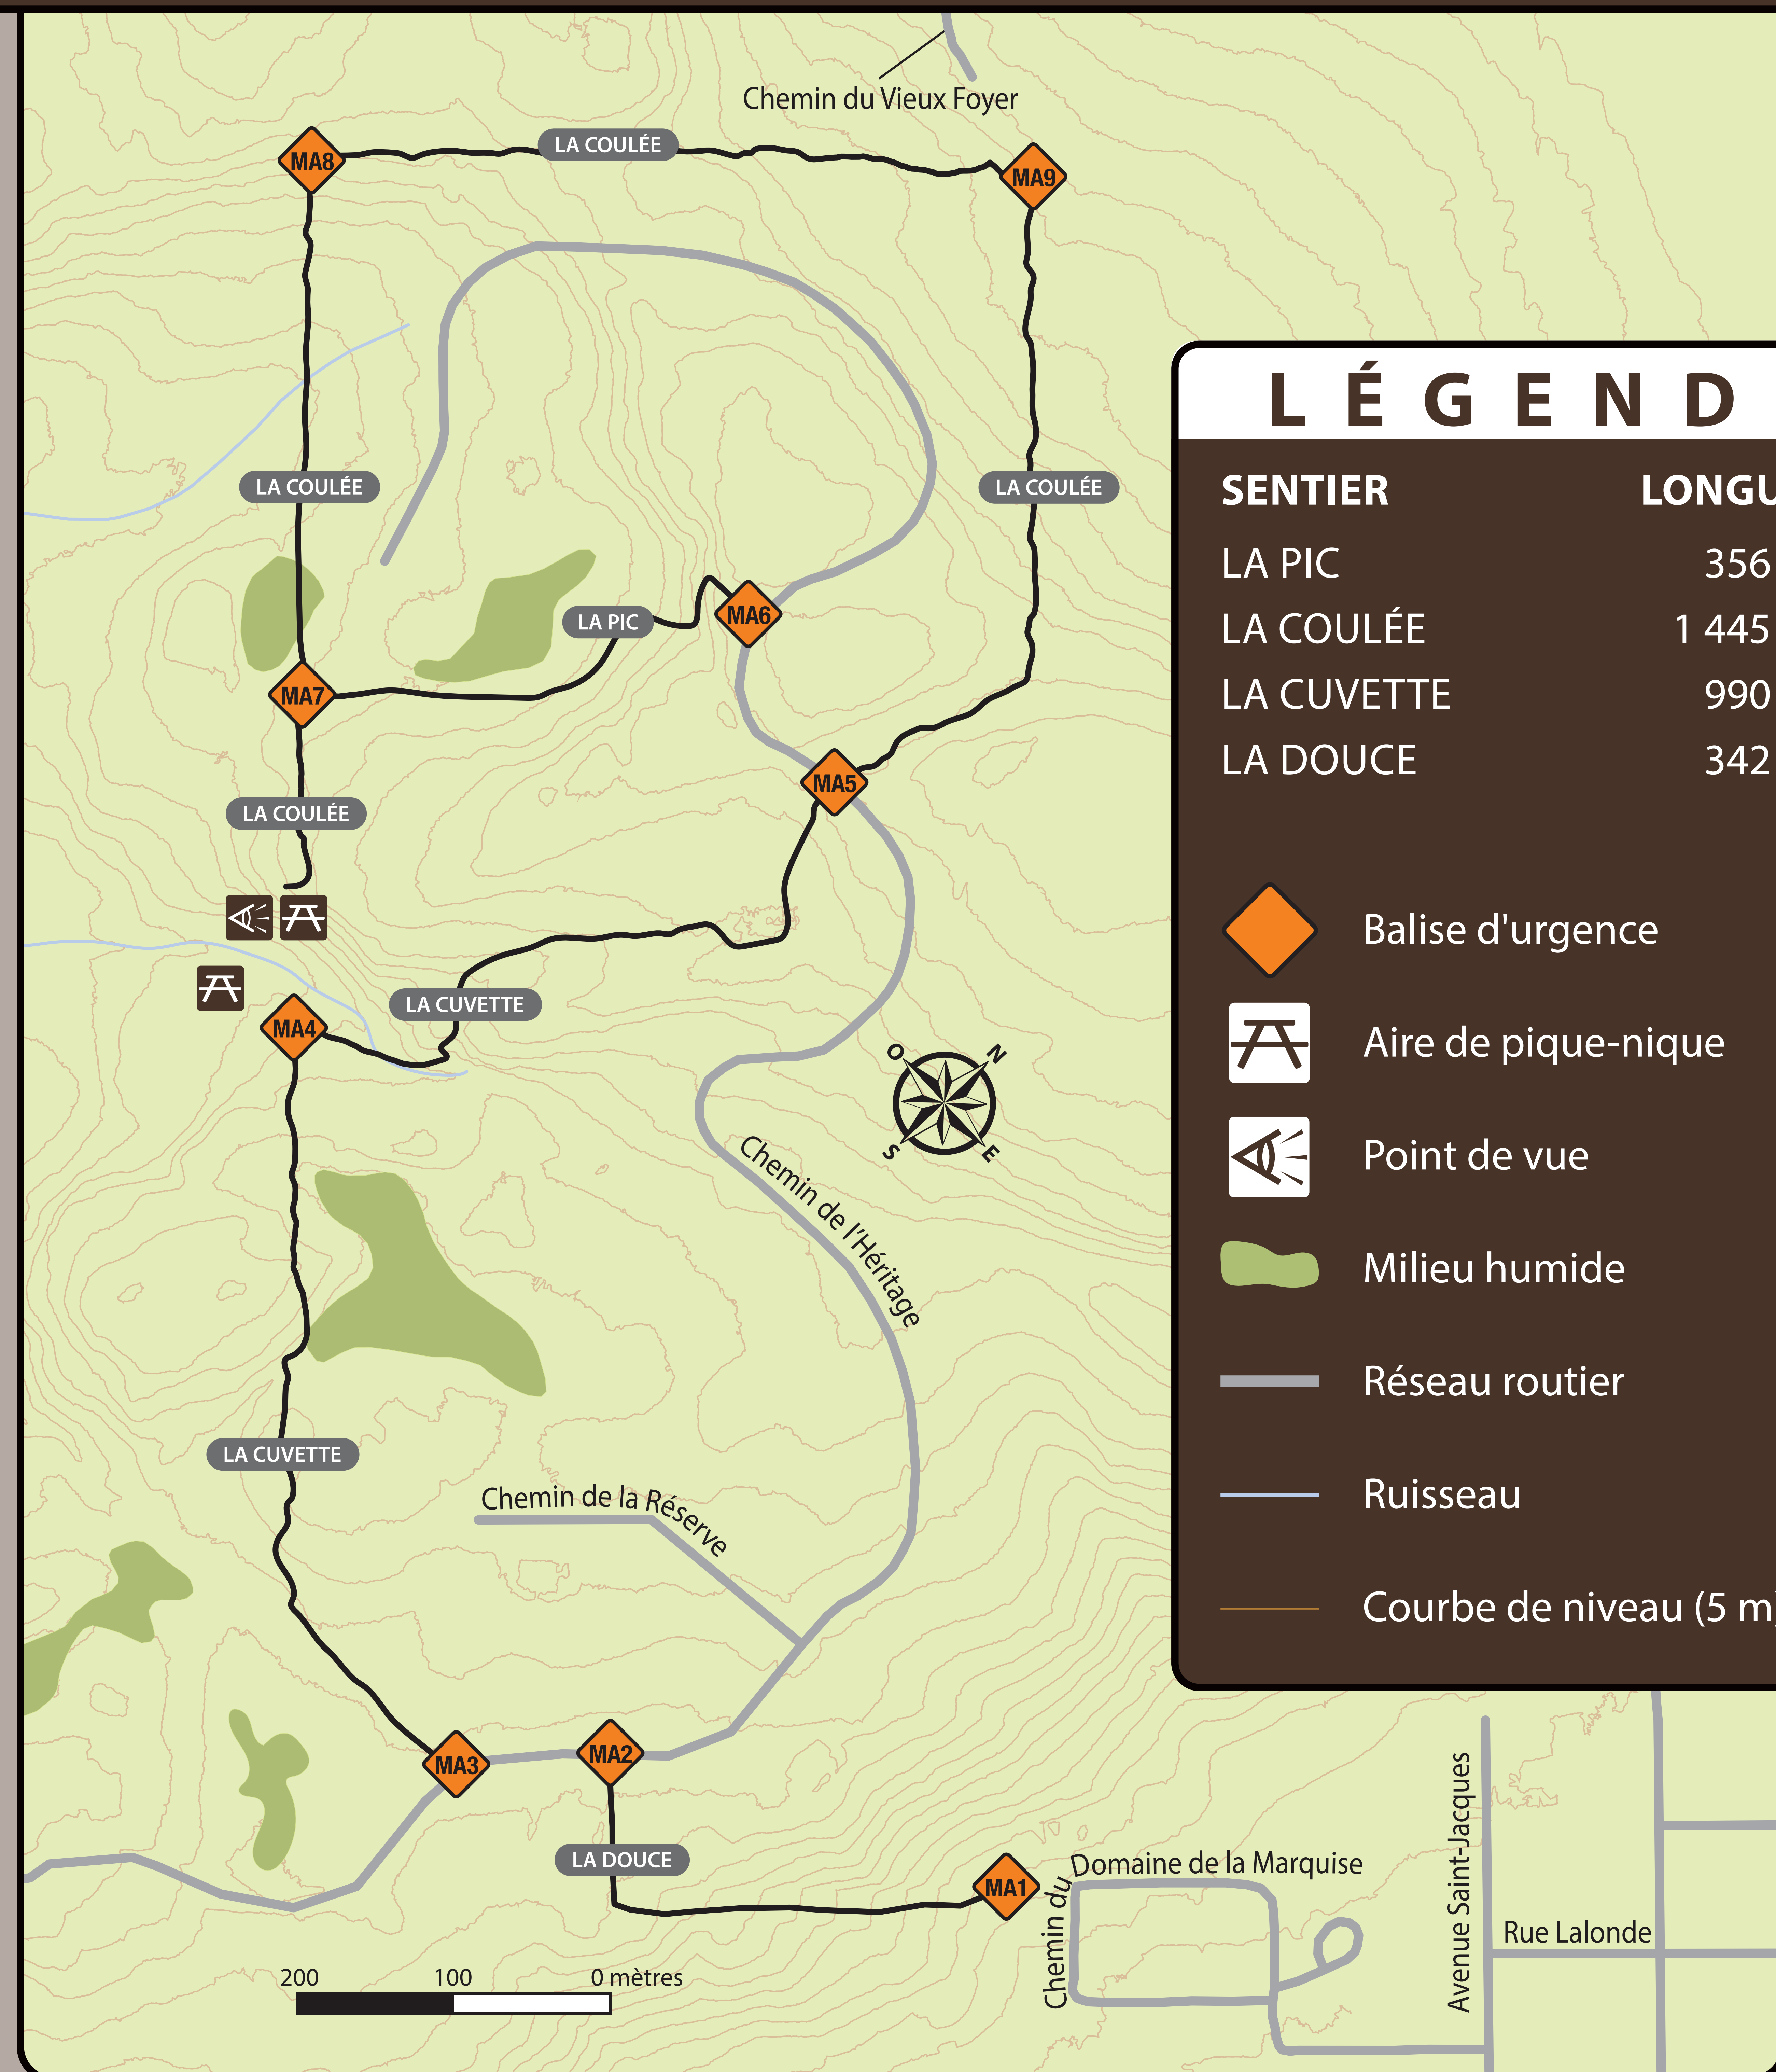 Chemin du Vieux Foyer
LA COULÉE
MA8
MA9
LA COULÉE
LA COULÉE
LA PIC
MA6
MA7
MA5
LA COULÉE
LA CUVETTE
MA4
O
N
S
E
Chemin de l'Héritage
LA CUVETTE
Chemin de la Réserve
MA3
MA2
LA DOUCE
MA1
Chemin du Domaine de la Marquise
Avenue Saint-Jacques
Rue Lalonde
200 100 0 mètres
LÉGEND
SENTIER LONGU
LA PIC 356
LA COULÉE 1 445
LA CUVETTE 990
LA DOUCE 342
Balise d'urgence
Aire de pique-nique
Point de vue
Milieu humide
Réseau routier
Ruisseau
Courbe de niveau (5 m)